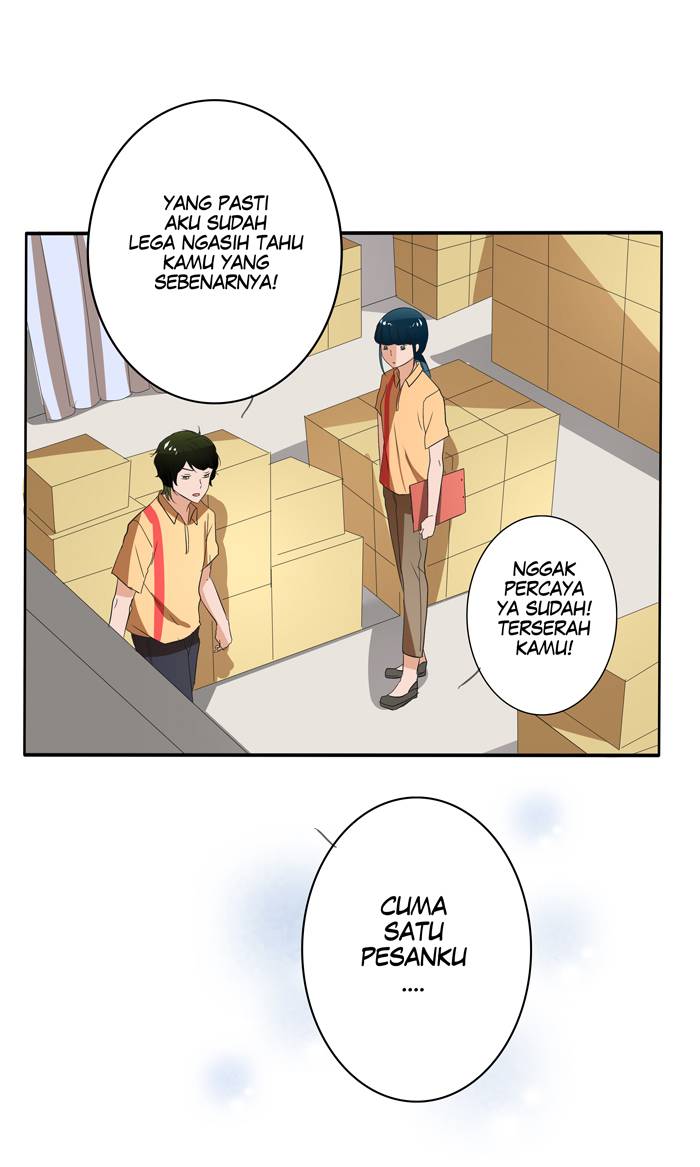 YANG PASTI
AKU SUDAH
LEGA NGASIH TAHU
KAMU YANG
SEBENARNYA!
NGGAK
PERCAYA
YA SUDAH!
TERSERAH
KAMU!
CUMA
SATU
PESANKU
....